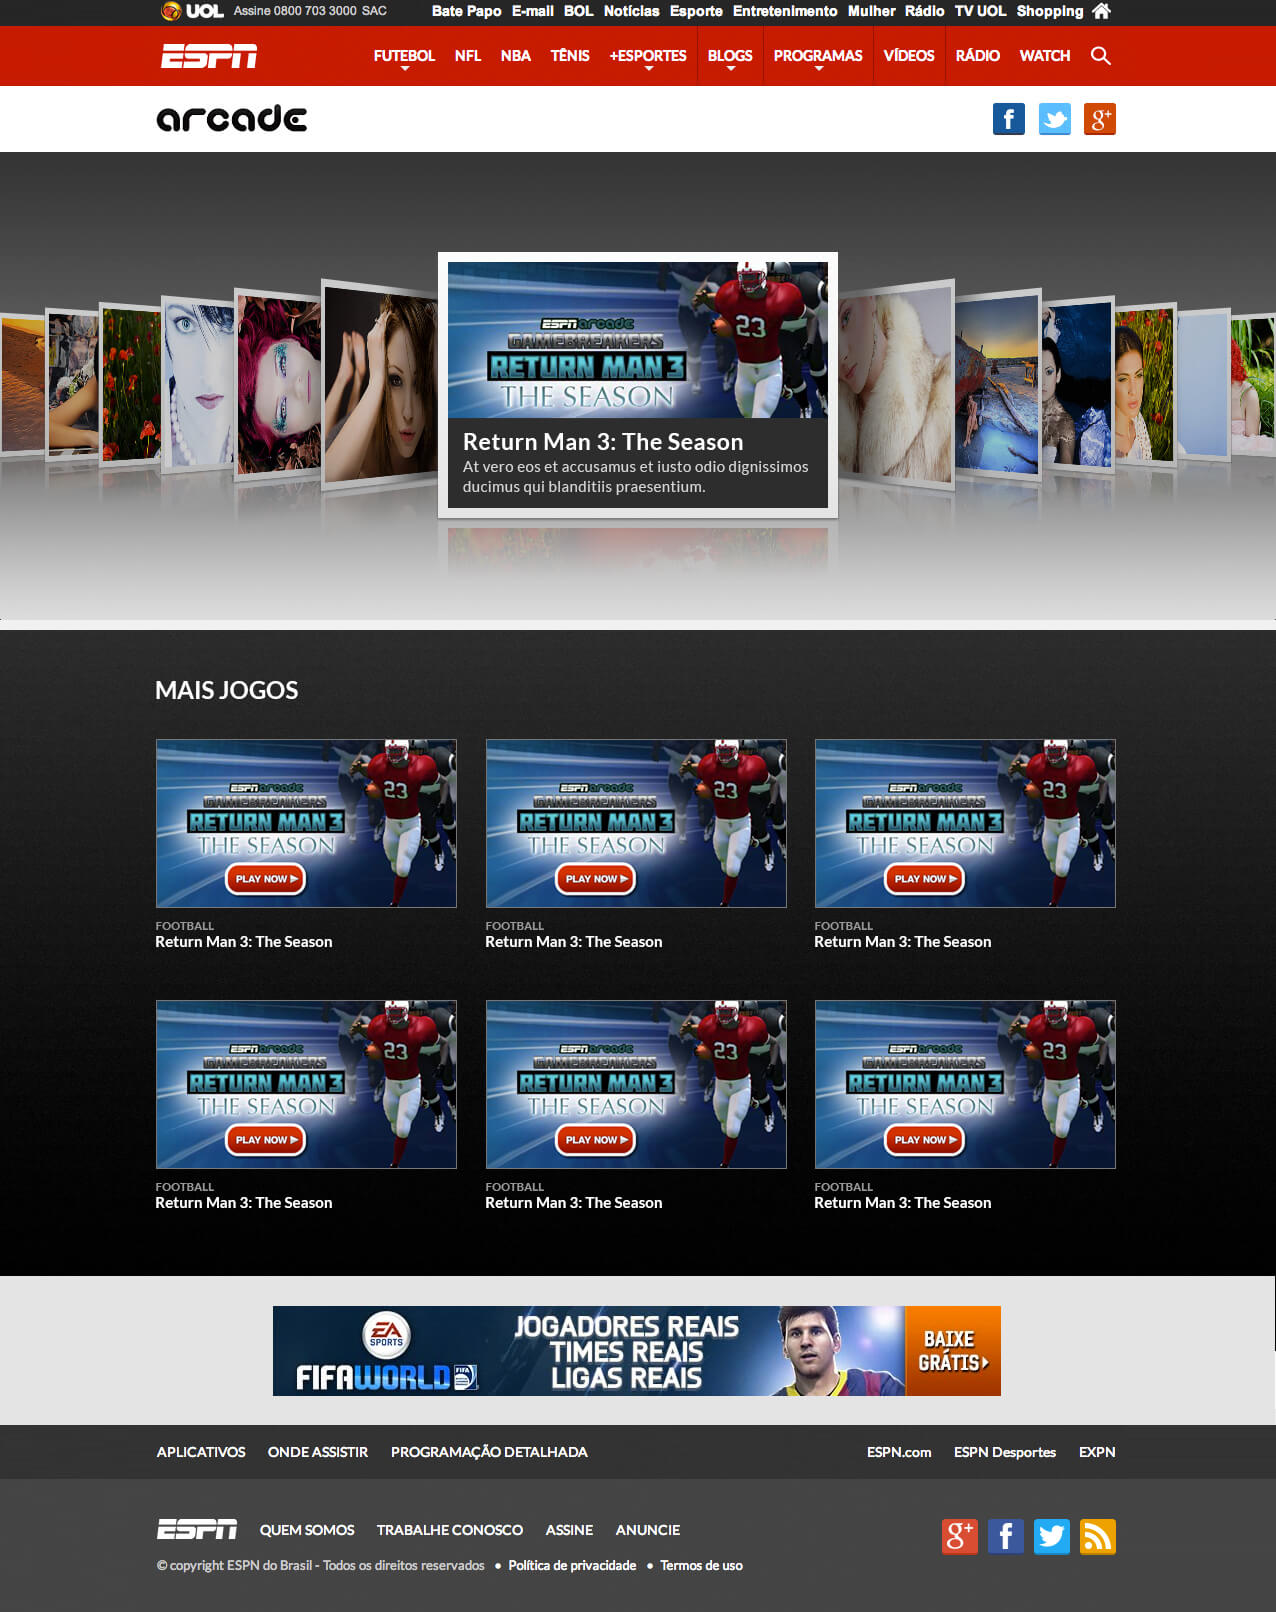 UOL Assine 0800 703 3000 SAC Bate Papo E-mail BOL Notícias Esporte Entretenimento Mulher Rádio TV UOL Shopping
ESPN FUTEBOL NFL NBA TÊNIS +ESPORTES BLOGS PROGRAMAS VÍDEOS RÁDIO WATCH
arcade f g+
23
ESPN arcade
GAMEBREAKERS
RETURN MAN 3
THE SEASON
Return Man 3: The Season
At vero eos et accusamus et iusto odio dignissimos
ducimus qui blanditiis praesentium.
MAIS JOGOS
23
ESPN arcade
GAMEBREAKERS
RETURN MAN 3
THE SEASON
PLAY NOW
FOOTBALL
Return Man 3: The Season
23
ESPN arcade
GAMEBREAKERS
RETURN MAN 3
THE SEASON
PLAY NOW
FOOTBALL
Return Man 3: The Season
23
ESPN arcade
GAMEBREAKERS
RETURN MAN 3
THE SEASON
PLAY NOW
FOOTBALL
Return Man 3: The Season
23
ESPN arcade
GAMEBREAKERS
RETURN MAN 3
THE SEASON
PLAY NOW
FOOTBALL
Return Man 3: The Season
23
ESPN arcade
GAMEBREAKERS
RETURN MAN 3
THE SEASON
PLAY NOW
FOOTBALL
Return Man 3: The Season
23
ESPN arcade
GAMEBREAKERS
RETURN MAN 3
THE SEASON
PLAY NOW
FOOTBALL
Return Man 3: The Season
EA
SPORTS
FIFA WORLD FIFA
JOGADORES REAIS
TIMES REAIS
LIGAS REAIS
BAIXE
GRÁTIS
APLICATIVOS ONDE ASSISTIR PROGRAMAÇÃO DETALHADA ESPN.com ESPN Desportes EXPN
ESPN QUEM SOMOS TRABALHE CONOSCO ASSINE ANUNCIE g+ f
© copyright ESPN do Brasil - Todos os direitos reservados • Política de privacidade • Termos de uso